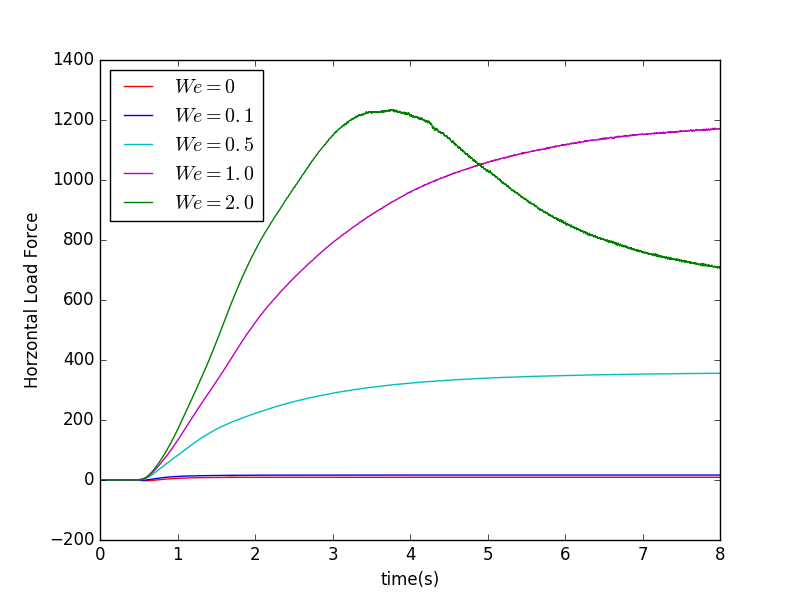 1400
1200
1000
800
600
400
200
0
−200
We = 0
We = 0.1
We = 0.5
We = 1.0
We = 2.0
Horzontal Load Force
0 1 2 3 4 5 6 7 8
time(s)